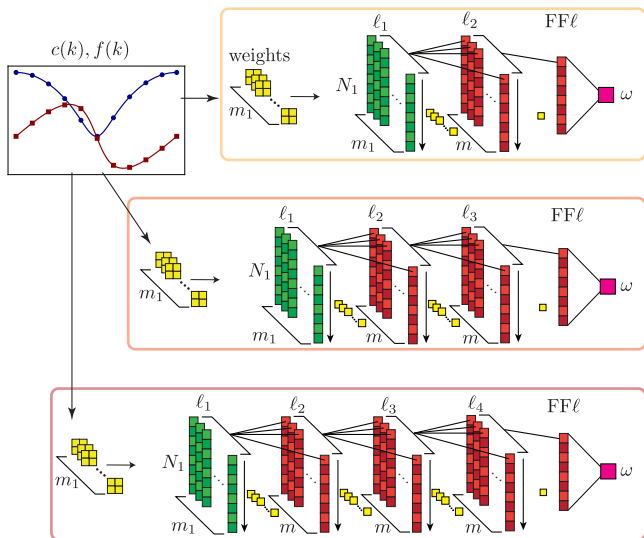 c(k), f(k)
weights
m₁
ℓ₁
ℓ₂
FFℓ
N₁
m₁
m
ω
m₁
ℓ₁
ℓ₂
ℓ₃
FFℓ
N₁
m₁
m
m
ω
m₁
ℓ₁
ℓ₂
ℓ₃
ℓ₄
FFℓ
N₁
m₁
m
m
m
ω